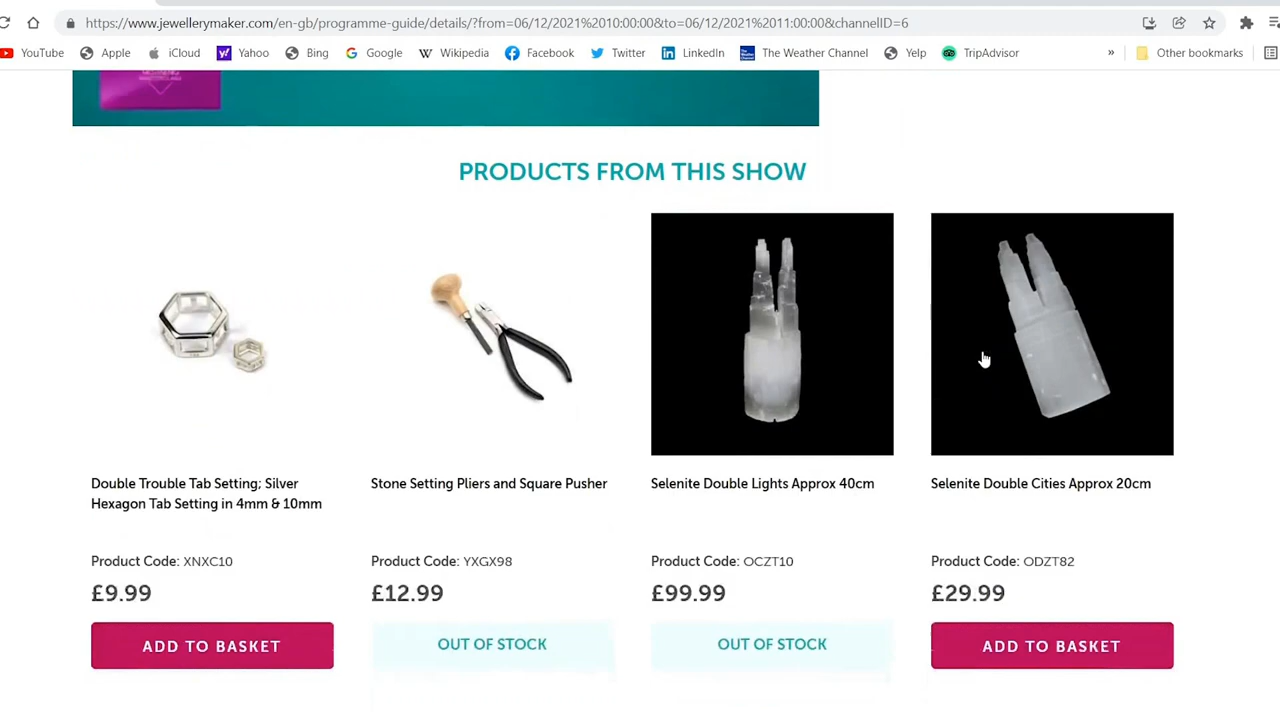 https://www.jewellerymaker.com/en-gb/programme-guide/details/?from=06/12/2021%2010:00:00&to=06/12/2021%2011:00:00&channelID=6
YouTube Apple iCloud Yahoo Bing Google Wikipedia Facebook Twitter LinkedIn The Weather Channel Yelp TripAdvisor » Other bookmarks
PRODUCTS FROM THIS SHOW
Double Trouble Tab Setting; Silver
Hexagon Tab Setting in 4mm & 10mm
Product Code: XNXC10
£9.99
ADD TO BASKET
Stone Setting Pliers and Square Pusher
Product Code: YXGX98
£12.99
OUT OF STOCK
Selenite Double Lights Approx 40cm
Product Code: OCZT10
£99.99
OUT OF STOCK
Selenite Double Cities Approx 20cm
Product Code: ODZT82
£29.99
ADD TO BASKET